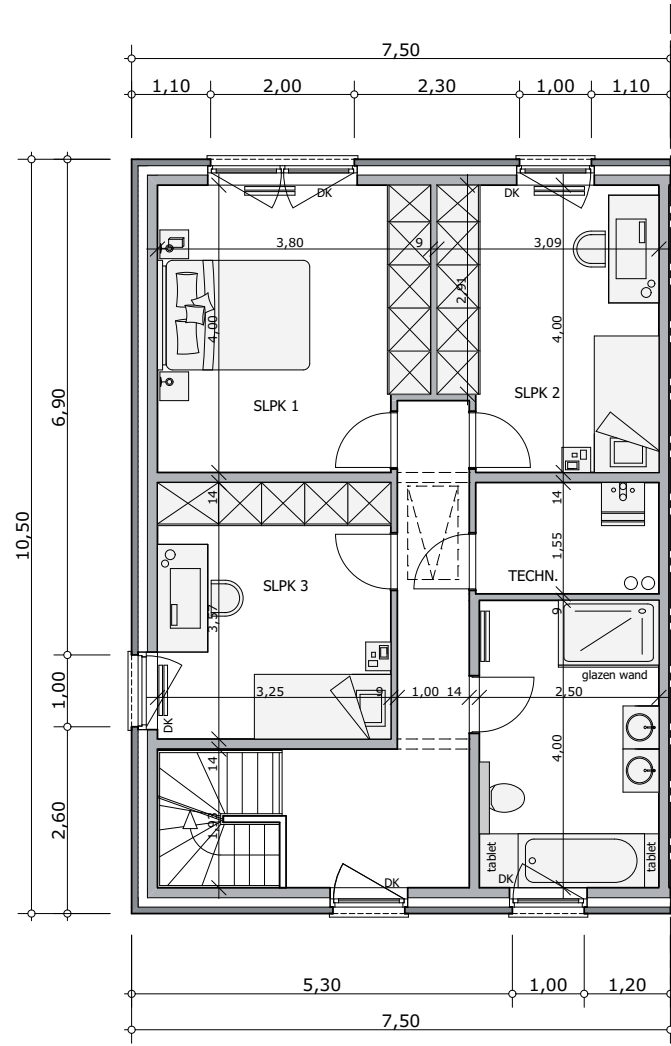 7,50
1,10 2,00 2,30 1,00 1,10
DK DK
3,80 9 3,09
2,91
4,00 4,00
6,90
SLPK 1 SLPK 2
14 14
10,50
1,55
SLPK 3 TECHN.
3,57 9
glazen wand
1,00 3,25 9 1,00 14 2,50
DK
4,00
14
2,60 1,93
tablet tablet
DK DK
5,30 1,00 1,20
7,50